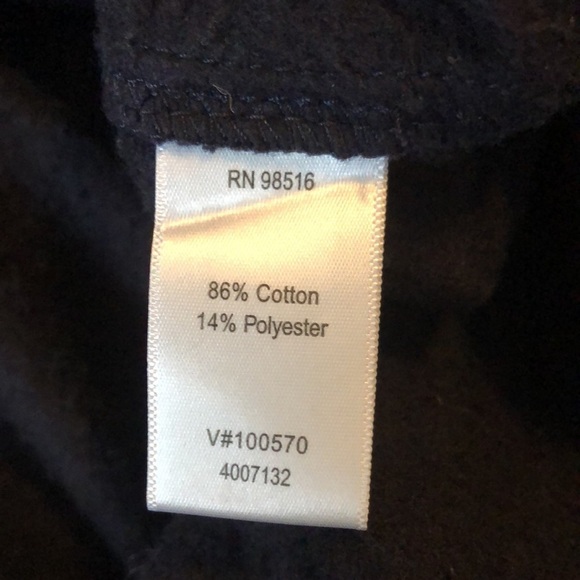 RN 98516
86% Cotton
14% Polyester
V#100570
4007132